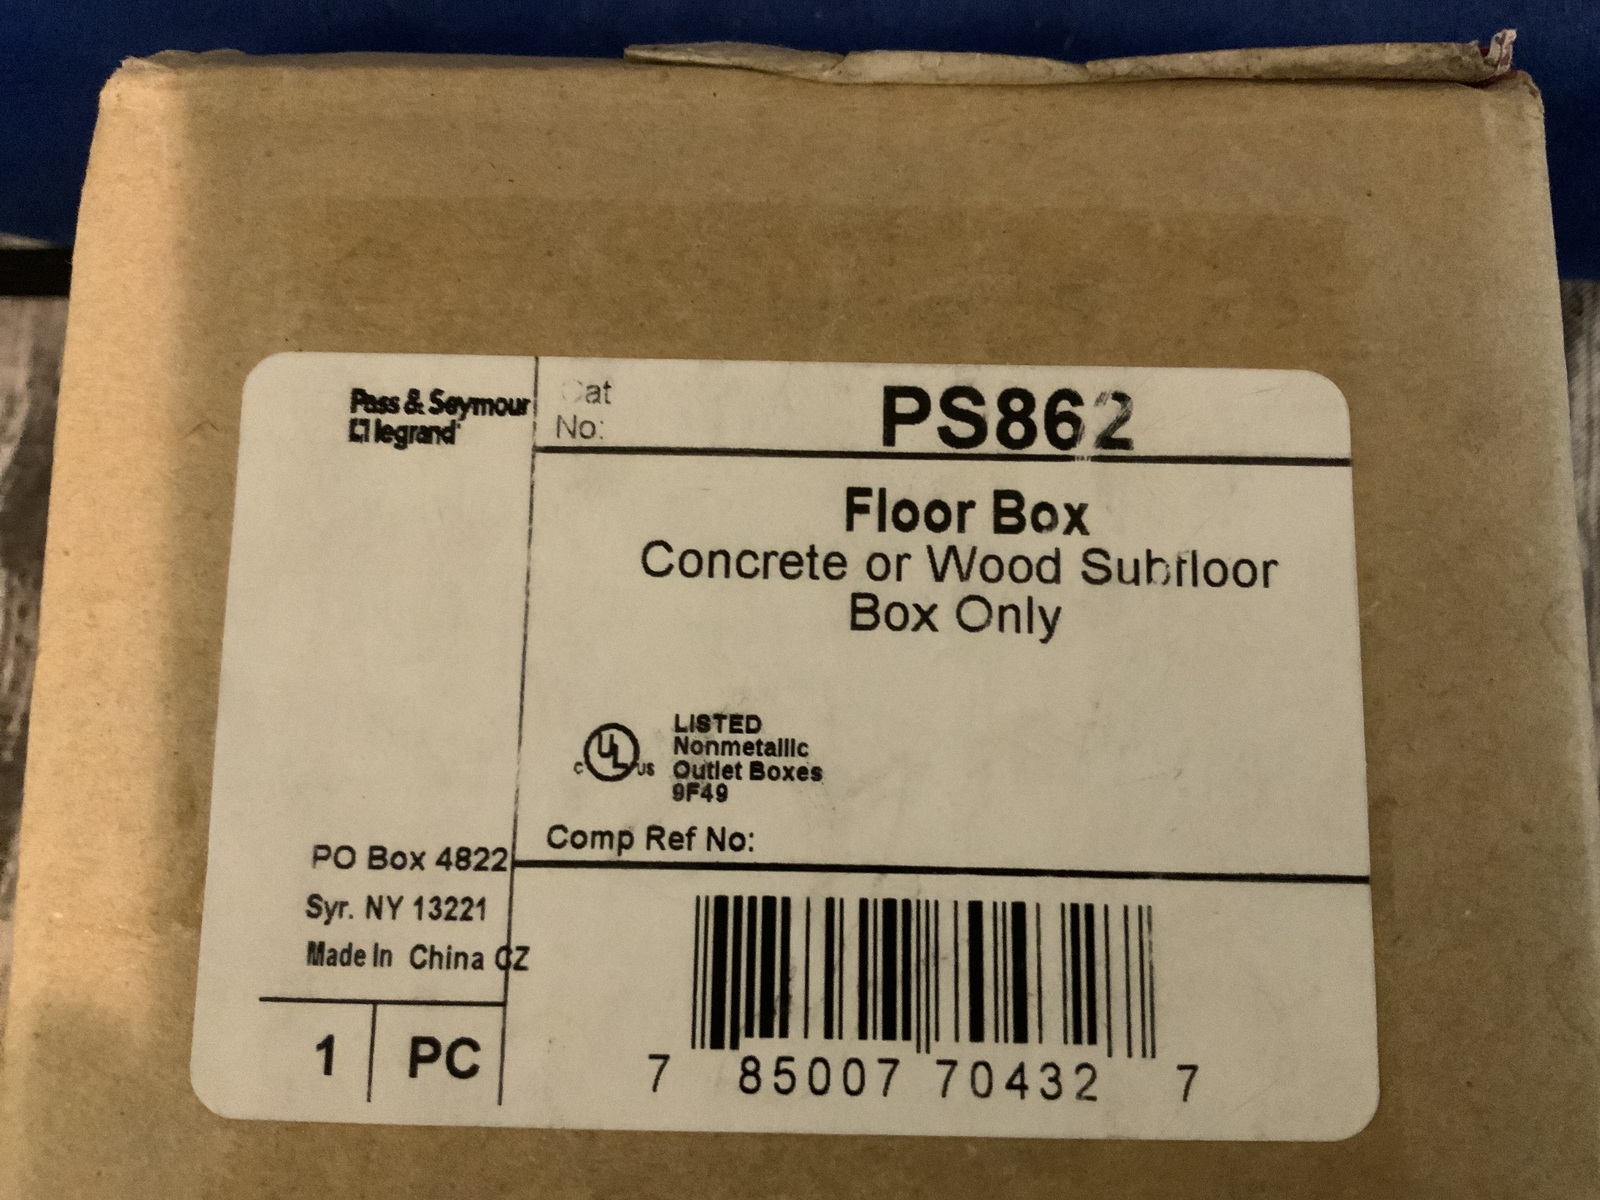 Pass & Seymour
legrand
Cat
No:
PS862
Floor Box
Concrete or Wood Subfloor
Box Only
C UL US
LISTED
Nonmetallic
Outlet Boxes
9F49
Comp Ref No:
PO Box 4822
Syr. NY 13221
Made In China CZ
1 PC
7 85007 70432 7